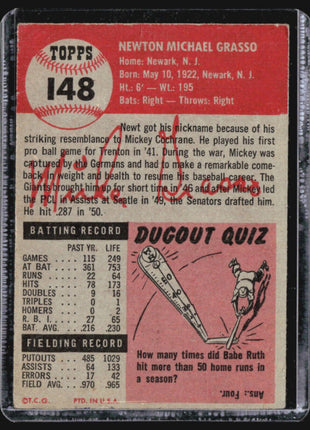 TOPPS
148
NEWTON MICHAEL GRASSO
Home: Newark, N. J.
Born: May 10, 1922, Newark, N. J.
Ht.: 6' — Wt.: 195
Bats: Right - Throws: Right
Newt got his nickname because of his
striking resemblance to Mickey Cochrane. He played his first
pro ball game for Trenton in '41. During the war, Mickey was
captured by the Germans and had to make a remarkable come-
back in weight and health to resume his baseball career. The
Giants brought him up for a short time in '46 and after Mickey led
the PCL in Assists at Seattle in '49, the Senators drafted him.
He hit .287 in '50.
Mickey Grasso
BATTING RECORD
PAST YR. LIFE
GAMES 115 249
AT BAT 361 753
RUNS 22 64
HITS 78 173
DOUBLES 9 16
TRIPLES 0 1
HOMERS 0 2
R. B. I. 27 65
BAT. AVG. .216 .230
FIELDING RECORD
PUTOUTS 485 1029
ASSISTS 64 133
ERRORS 17 42
FIELD AVG. .970 .965
©T.C.G. PTD. IN U.S.A.
DUGOUT QUIZ
How many times did Babe Ruth
hit more than 50 home runs in
a season?
Ans.: Four.